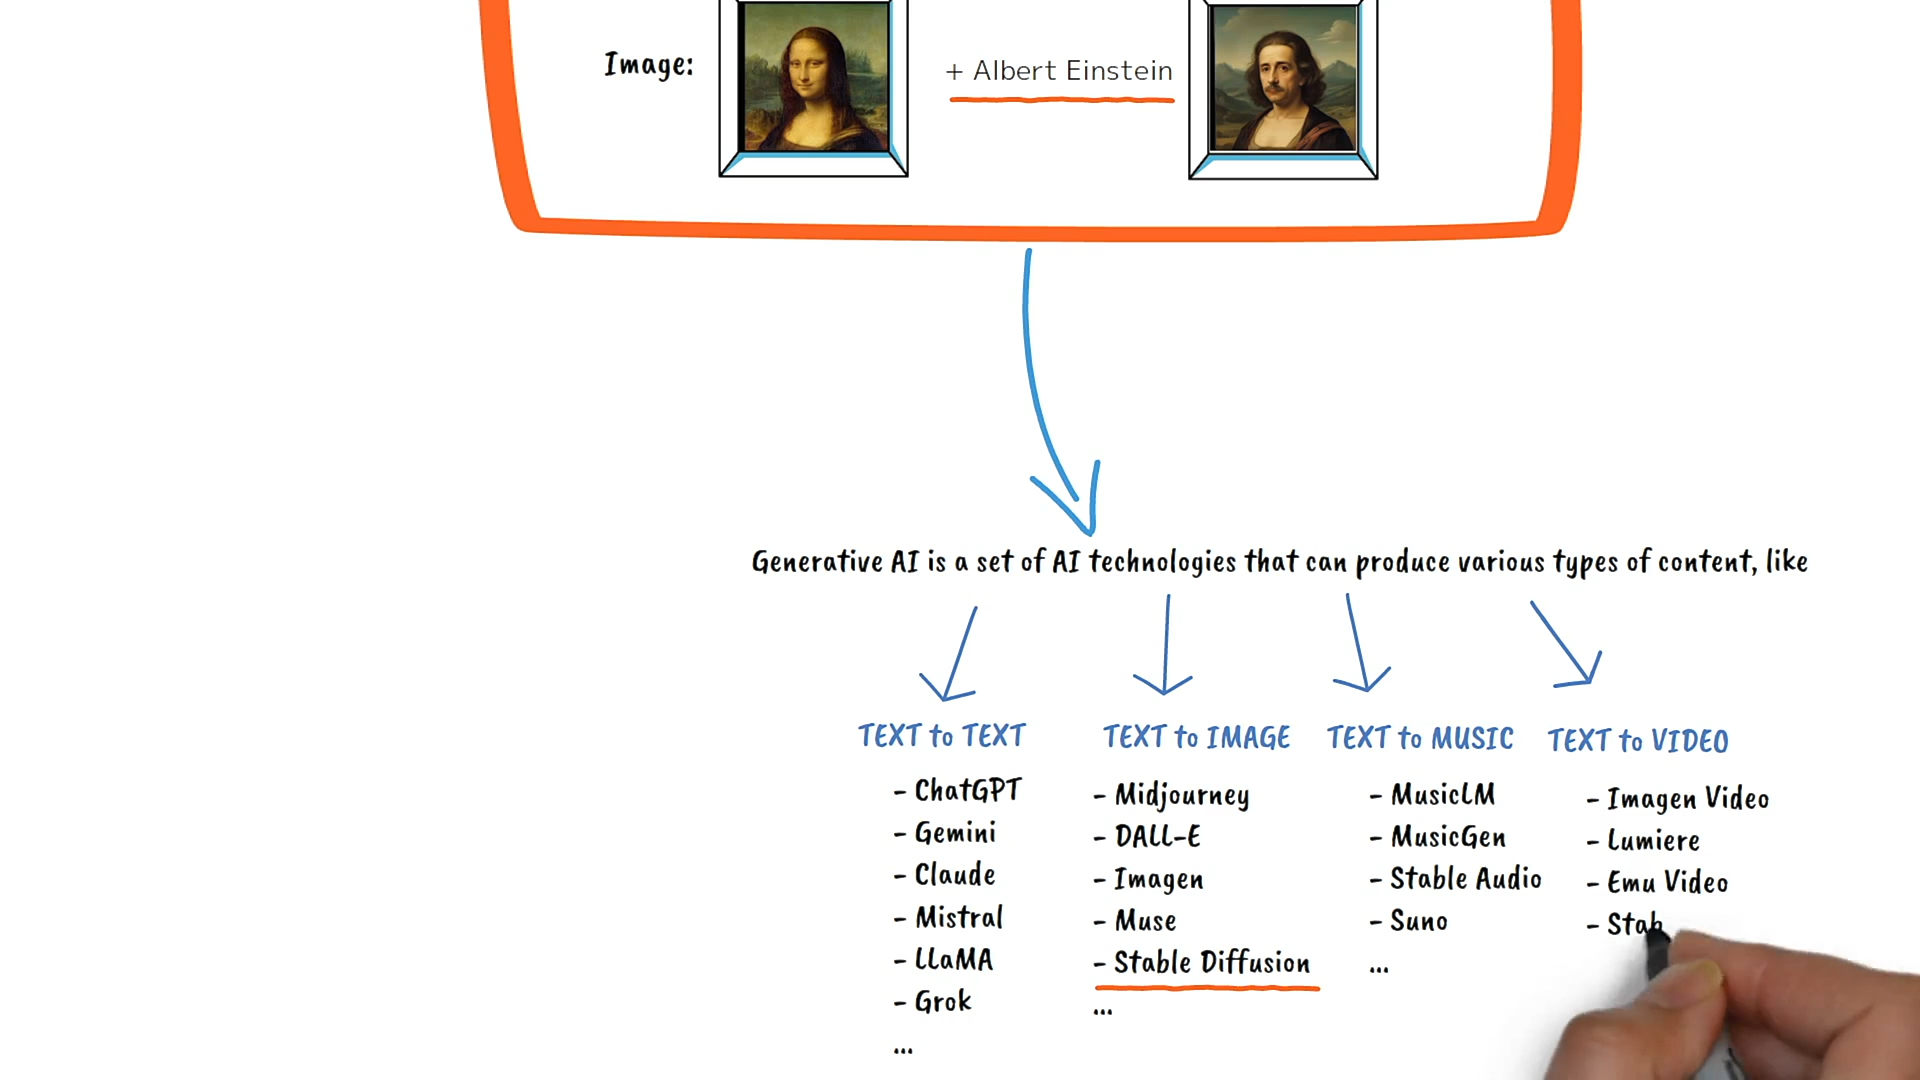 Image:
+ Albert Einstein
Generative AI is a set of AI technologies that can produce various types of content, like
TEXT to TEXT
- ChatGPT
- Gemini
- Claude
- Mistral
- LLaMA
- Grok
...
TEXT to IMAGE
- Midjourney
- DALL-E
- Imagen
- Muse
- Stable Diffusion
...
TEXT to MUSIC
- MusicLM
- MusicGen
- Stable Audio
- Suno
...
TEXT to VIDEO
- Imagen Video
- Lumiere
- Emu Video
- Stab